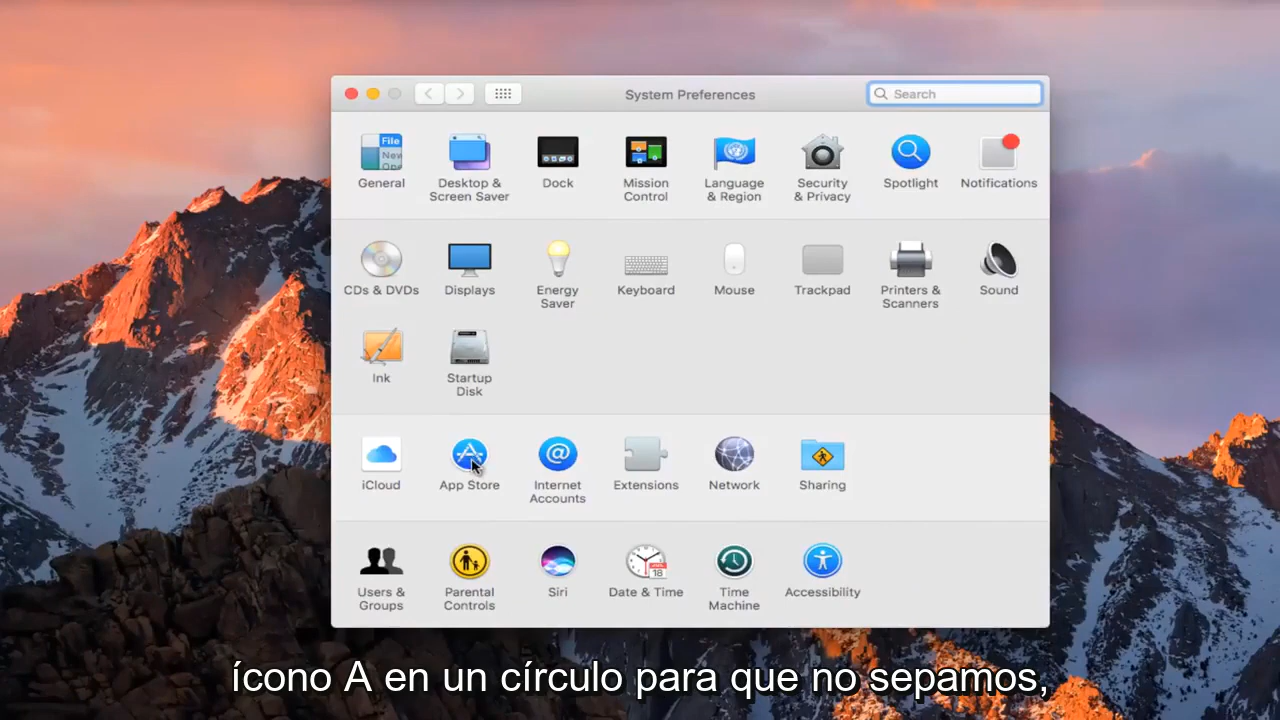 System Preferences
Search
General
Desktop &
Screen Saver
Dock
Mission
Control
Language
& Region
Security
& Privacy
Spotlight
Notifications
CDs & DVDs
Displays
Energy
Saver
Keyboard
Mouse
Trackpad
Printers &
Scanners
Sound
Ink
Startup
Disk
iCloud
App Store
Internet
Accounts
Extensions
Network
Sharing
Users &
Groups
Parental
Controls
Siri
Date & Time
Time
Machine
Accessibility
File
New
18
ícono A en un círculo para que no sepamos,